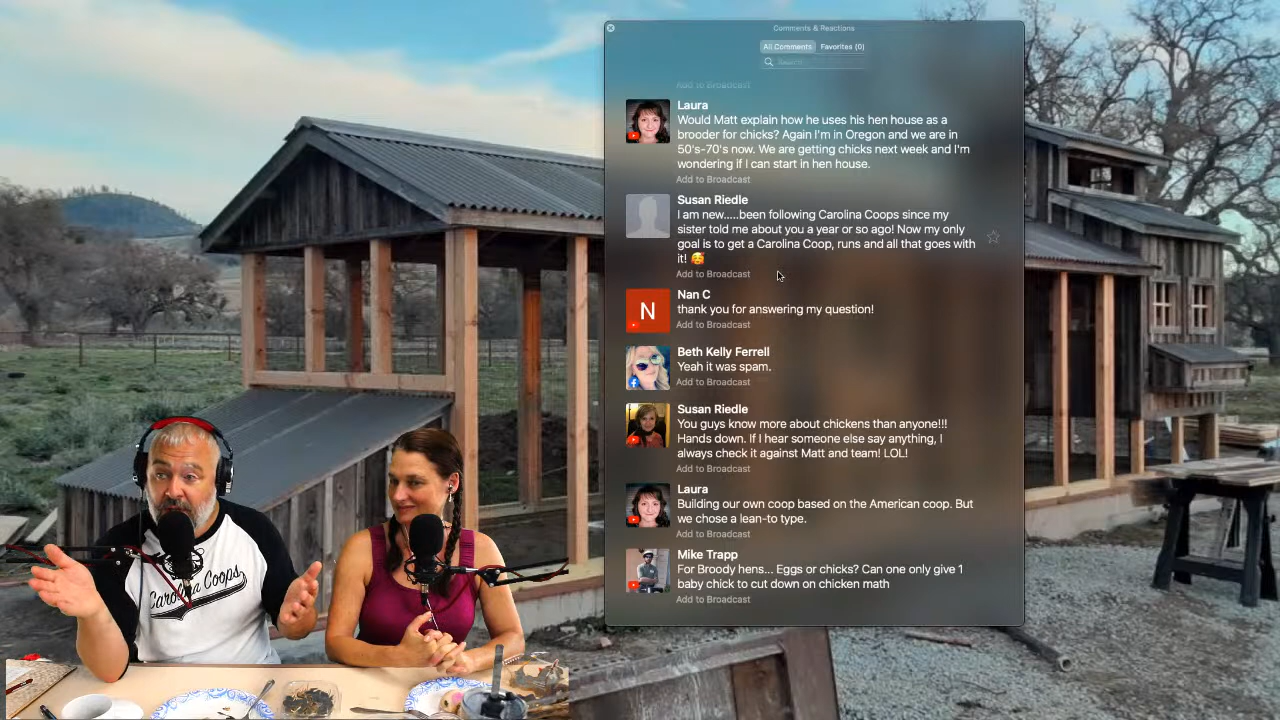 Comments & Reactions
All Comments Favorites (0)
Search
Add to Broadcast
Laura
Would Matt explain how he uses his hen house as a
brooder for chicks? Again I'm in Oregon and we are in
50's-70's now. We are getting chicks next week and I'm
wondering if I can start in hen house.
Add to Broadcast
Susan Riedle
I am new.....been following Carolina Coops since my
sister told me about you a year or so ago! Now my only
goal is to get a Carolina Coop, runs and all that goes with
it! 🥰
Add to Broadcast
N
Nan C
thank you for answering my question!
Add to Broadcast
Beth Kelly Ferrell
Yeah it was spam.
Add to Broadcast
Susan Riedle
You guys know more about chickens than anyone!!!
Hands down. If I hear someone else say anything, I
always check it against Matt and team! LOL!
Add to Broadcast
Laura
Building our own coop based on the American coop. But
we chose a lean-to type.
Add to Broadcast
Mike Trapp
For Broody hens... Eggs or chicks? Can one only give 1
baby chick to cut down on chicken math
Add to Broadcast
Carolina Coops